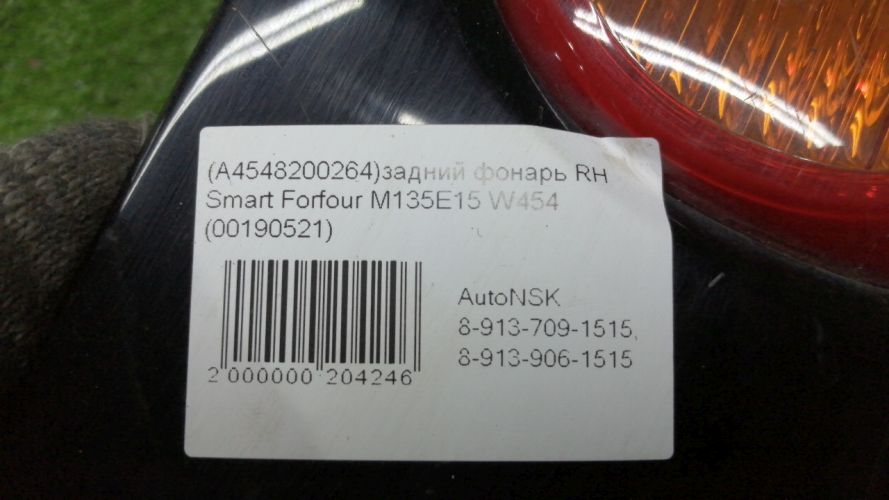 (A4548200264)задний фонарь RH
Smart Forfour M135E15 W454
(00190521)
AutoNSK
8-913-709-1515,
8-913-906-1515
2 000000 204246